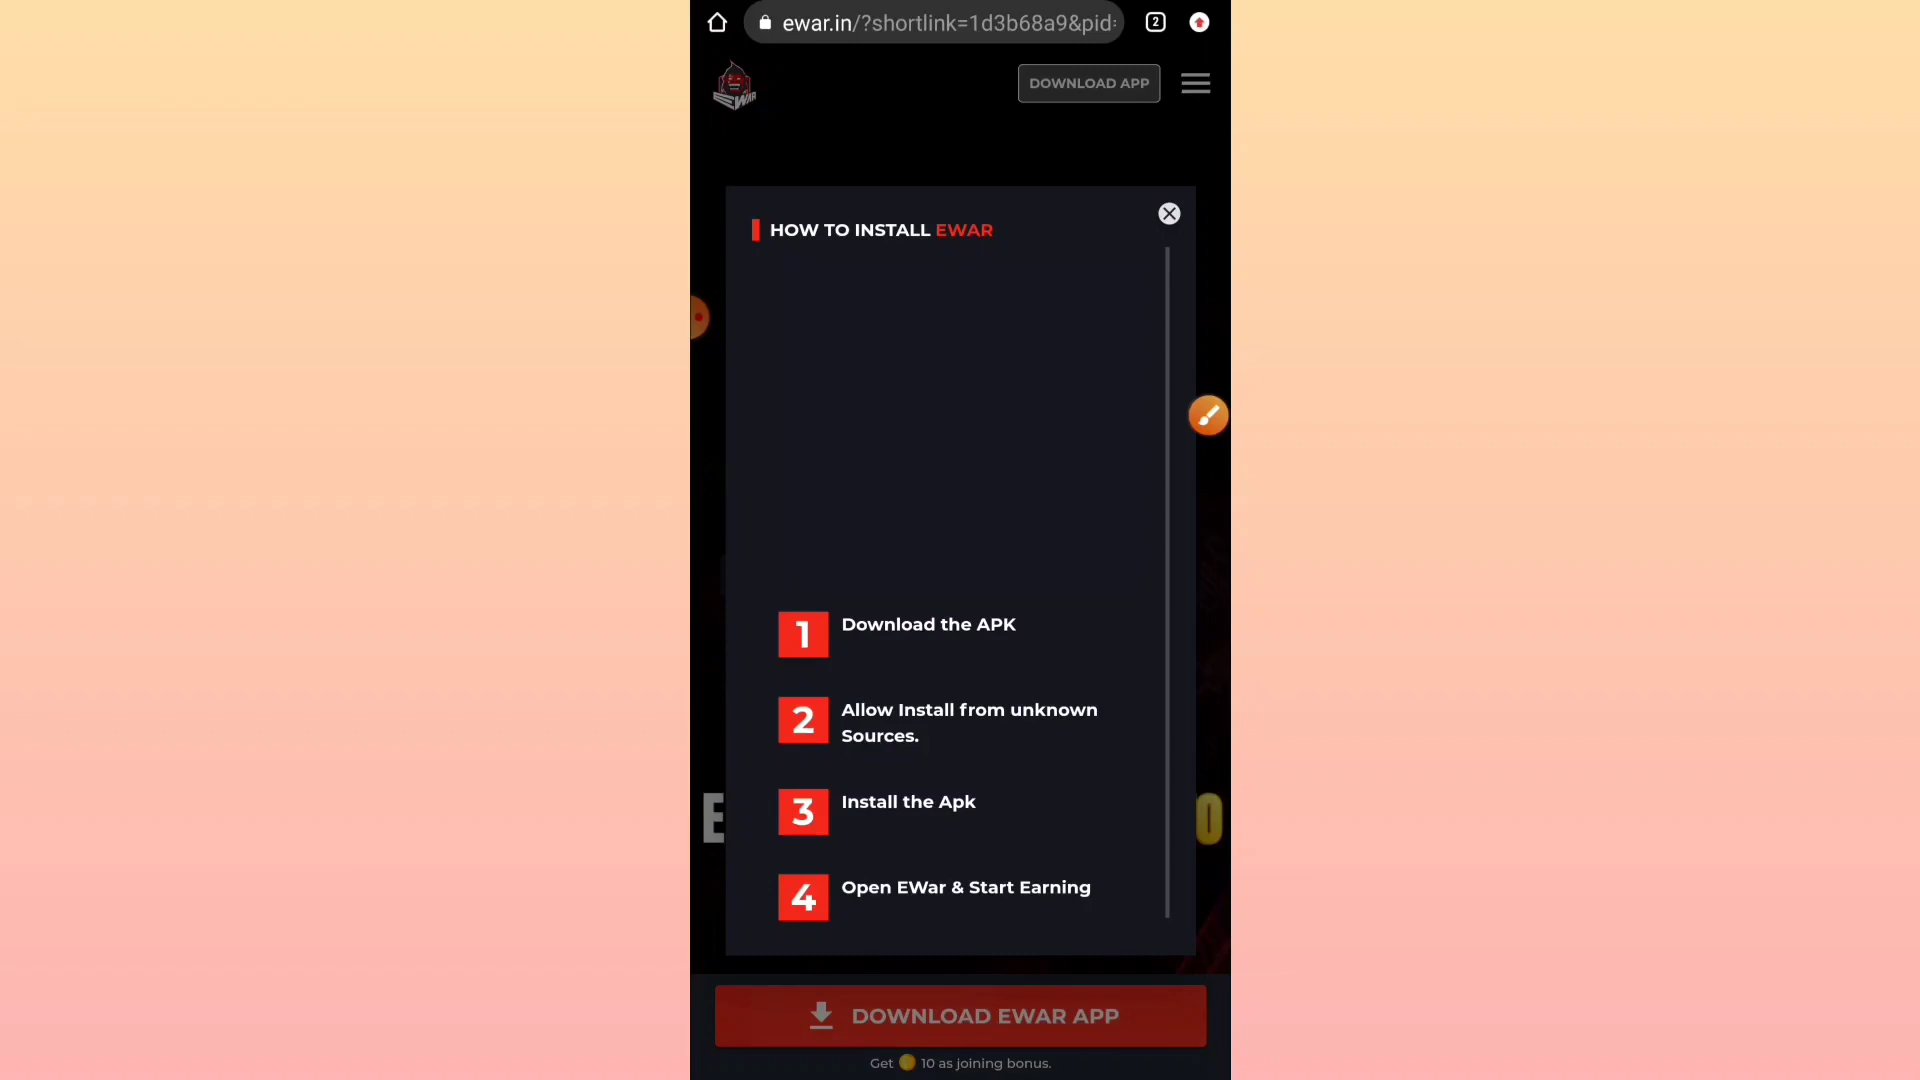 ewar.in/?shortlink=1d3b68a9&pid=
2
EWAR
DOWNLOAD APP
HOW TO INSTALL EWAR
1 Download the APK
2 Allow Install from unknown
Sources.
3 Install the Apk
4 Open EWar & Start Earning
E
0
DOWNLOAD EWAR APP
Get 10 as joining bonus.